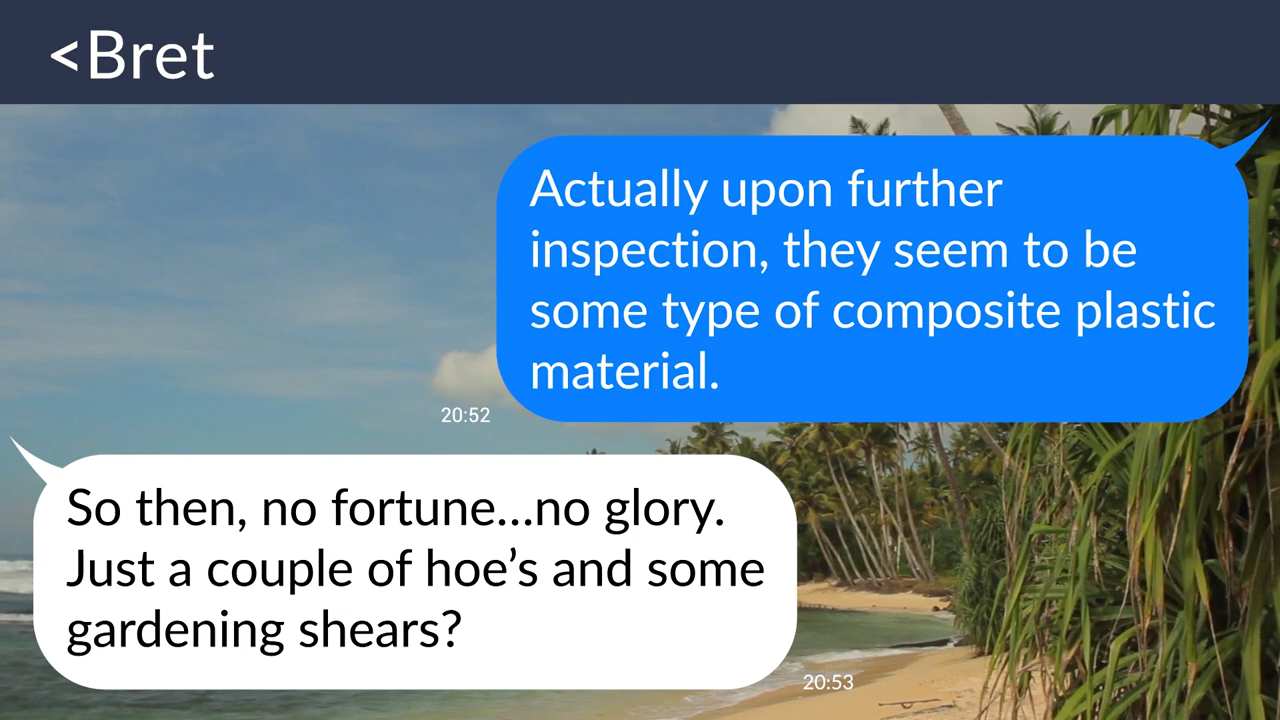 <Bret
Actually upon further
inspection, they seem to be
some type of composite plastic
material.
20:52
So then, no fortune...no glory.
Just a couple of hoe’s and some
gardening shears?
20:53